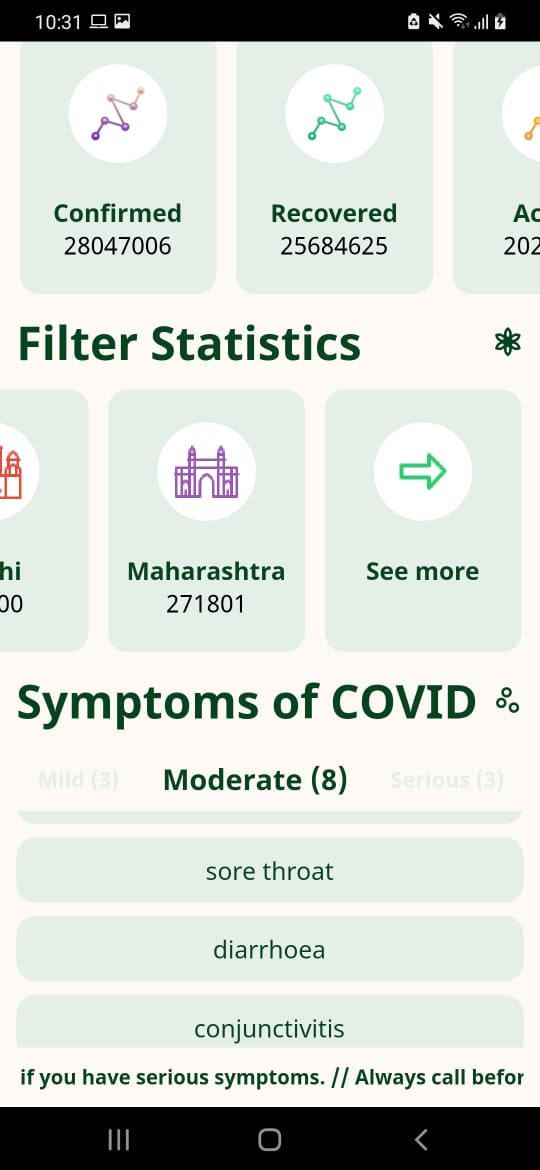 10:31
Confirmed
28047006
Recovered
25684625
Ac
202
Filter Statistics
hi
00
Maharashtra
271801
See more
Symptoms of COVID
Mild (3)
Moderate (8)
Serious (3)
sore throat
diarrhoea
conjunctivitis
if you have serious symptoms. // Always call befor